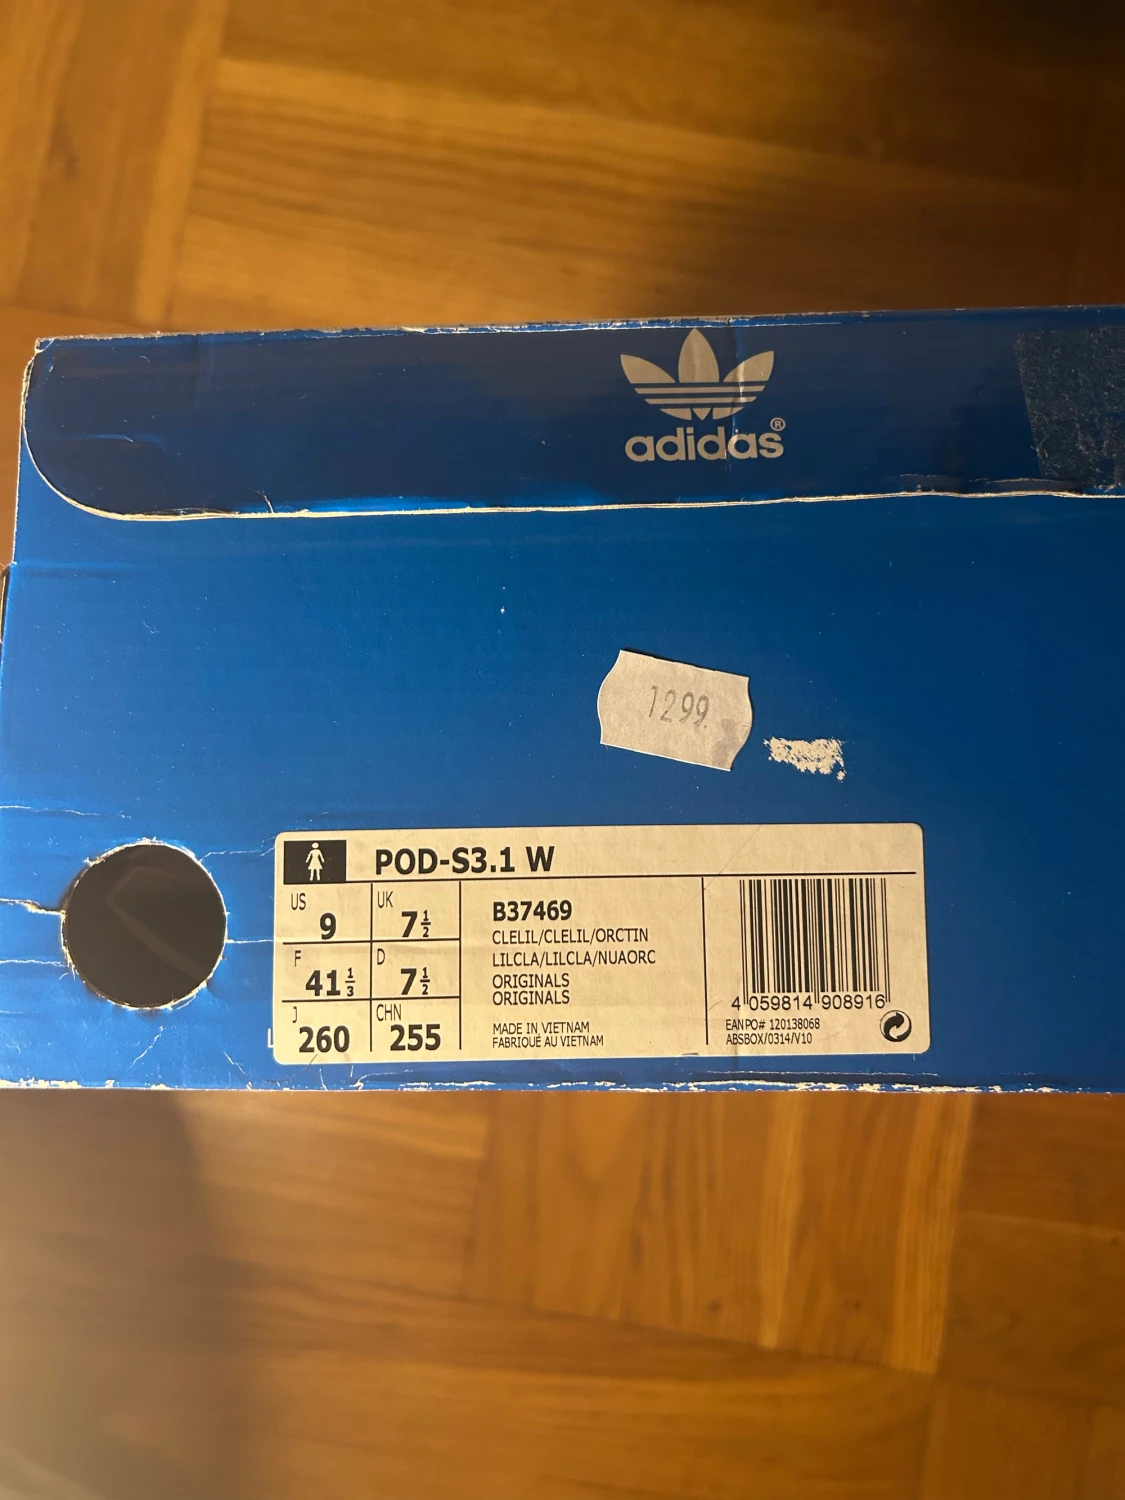 adidas®
1299.
POD-S3.1 W
US 9
UK 7½
F 41⅓
D 7½
J 260
CHN 255
B37469
CLELIL/CLELIL/ORCTIN
LILCLA/LILCLA/NUAORC
ORIGINALS
ORIGINALS
MADE IN VIETNAM
FABRIQUÉ AU VIETNAM
4 059814 908916
EAN PO# 120138068
ABSBOX/0314/V10